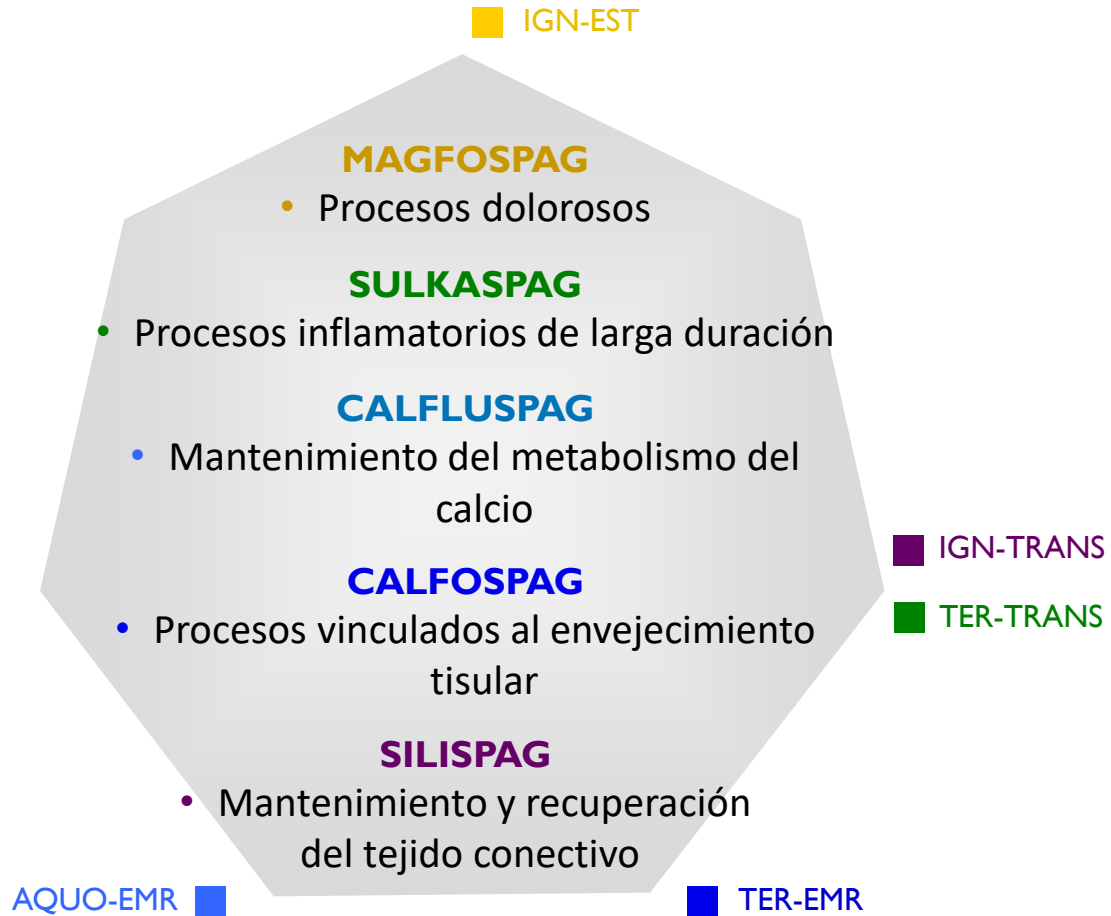 IGN-EST
MAGFOSPAG
• Procesos dolorosos
SULKASPAG
• Procesos inflamatorios de larga duración
CALFLUSPAG
• Mantenimiento del metabolismo del
calcio
IGN-TRANS
CALFOSPAG
TER-TRANS
• Procesos vinculados al envejecimiento
tisular
SILISPAG
• Mantenimiento y recuperación
del tejido conectivo
AQUO-EMR
TER-EMR